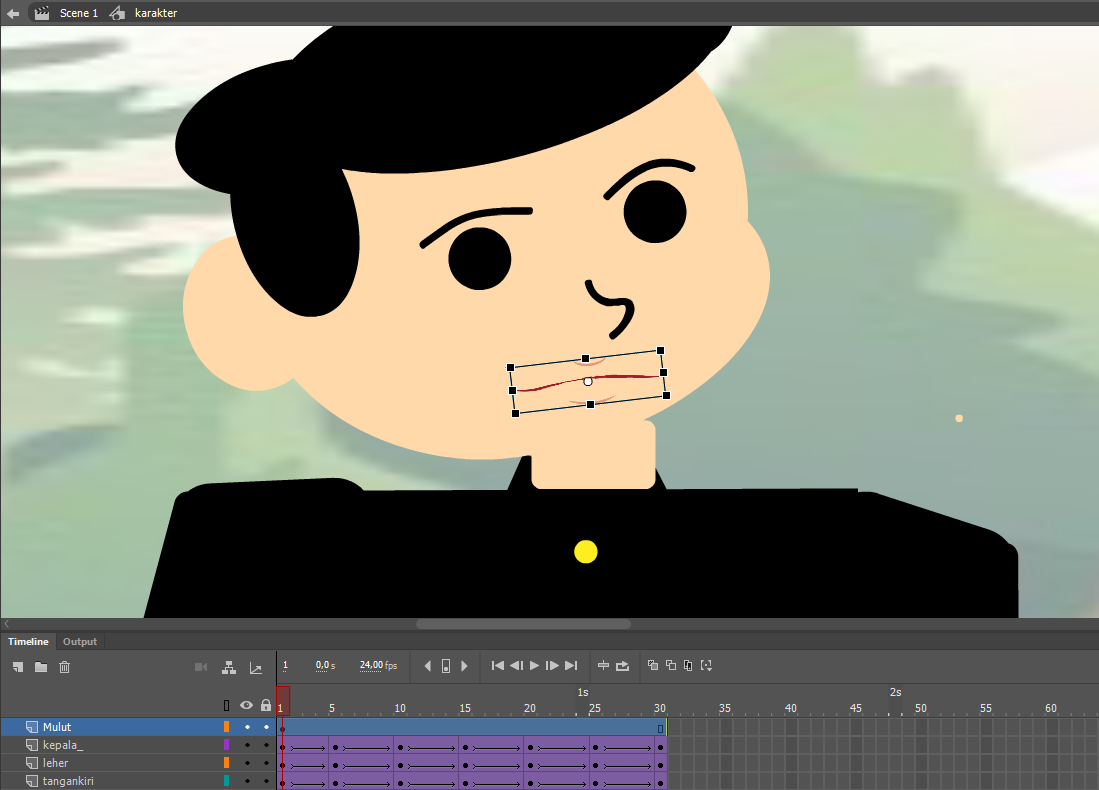 Scene 1 karakter
Timeline Output
1 0,0 s 24,00 fps
1s 2s
1 5 10 15 20 25 30 35 40 45 50 55 60
Mulut
kepala_
leher
tangankiri